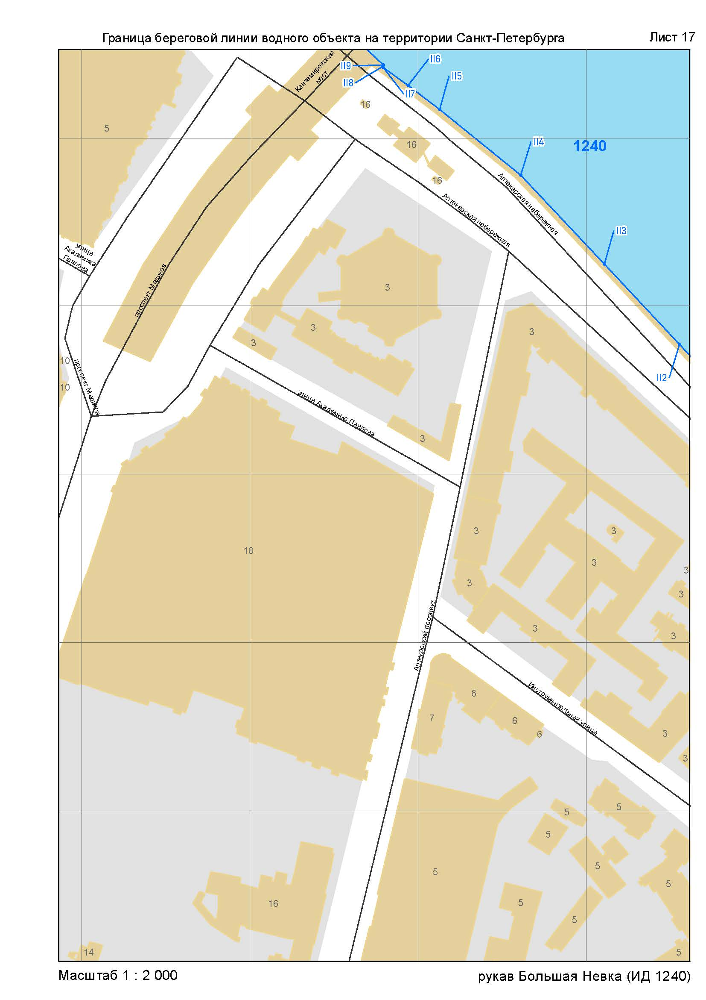 Граница береговой линии водного объекта на территории Санкт-Петербурга
Лист 17
Кантемировский
мост
II9
II8
II7
II6
II5
16
5
16
II4
1240
16
Аптекарская набережная
Аптекарская набережная
II3
улица
Академика
Павлова
проспект Медиков
3
3
3
3
10
проспект Медиков
10
II2
улица Академика Павлова
3
3
3
18
3
3
3
3
Аптекарский проспект
3
3
Инструментальная улица
8
7
6
6
3
3
5
5
5
5
5
5
16
5
5
14
5
Масштаб 1 : 2 000
рукав Большая Невка (ИД 1240)